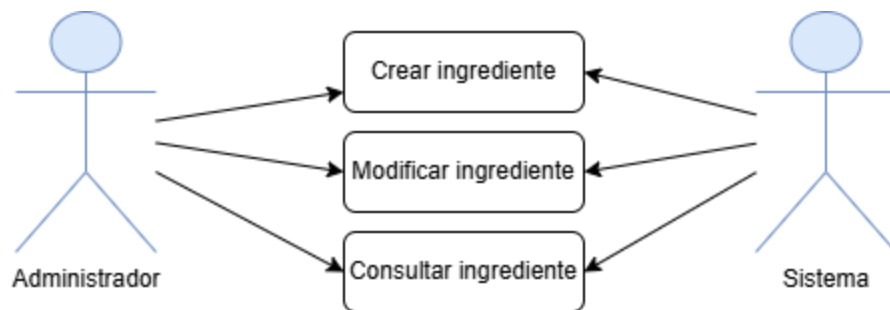 Crear ingrediente
Modificar ingrediente
Consultar ingrediente
Administrador
Sistema